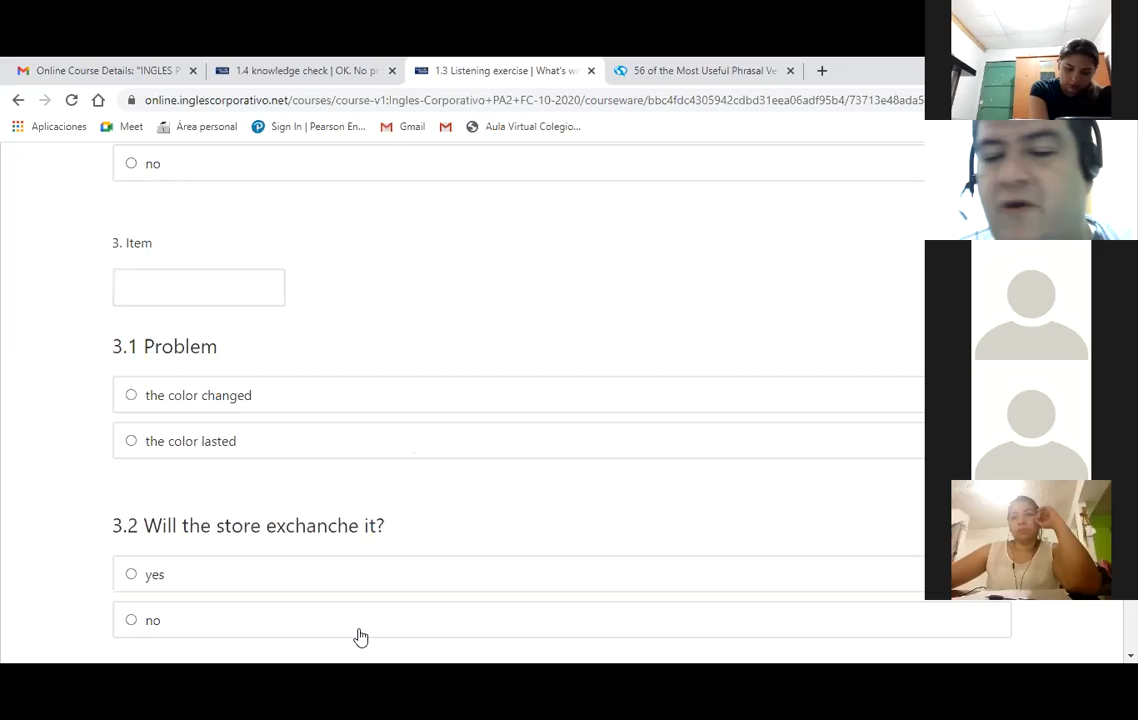 Online Course Details: "INGLES P
1.4 knowledge check | OK. No pr
1.3 Listening exercise | What's w
56 of the Most Useful Phrasal Ve
online.inglescorporativo.net/courses/course-v1:Ingles-Corporativo+PA2+FC-10-2020/courseware/bbc4fdc4305942cdbd31eea06adf95b4/73713e48ada5
Aplicaciones
Meet
Área personal
Sign In | Pearson En...
Gmail
Aula Virtual Colegio...
no
3. Item
3.1 Problem
the color changed
the color lasted
3.2 Will the store exchanche it?
yes
no